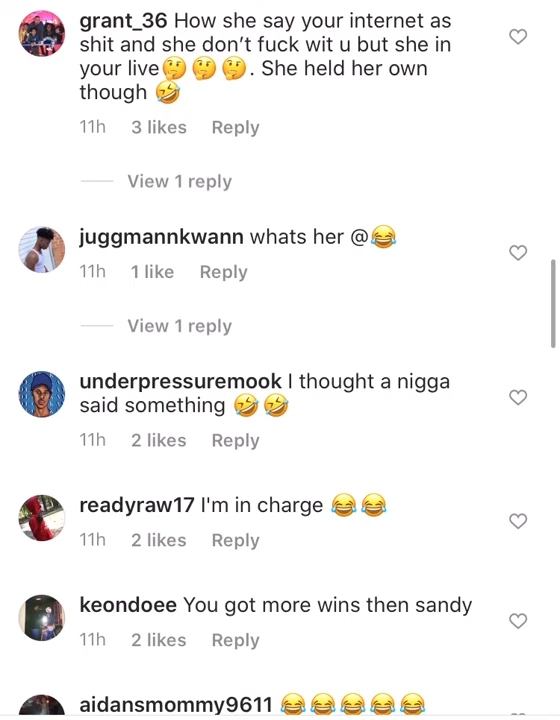 grant_36 How she say your internet as
shit and she don’t fuck wit u but she in
your live🤔🤔🤔. She held her own
though 🤣
11h 3 likes Reply
View 1 reply
juggmannkwann whats her @😂
11h 1 like Reply
View 1 reply
underpressuremook I thought a nigga
said something 🤣🤣
11h 2 likes Reply
readyraw17 I'm in charge 😂😂
11h 2 likes Reply
keondoee You got more wins then sandy
11h 2 likes Reply
aidansmommy9611 😂😂😂😂😂